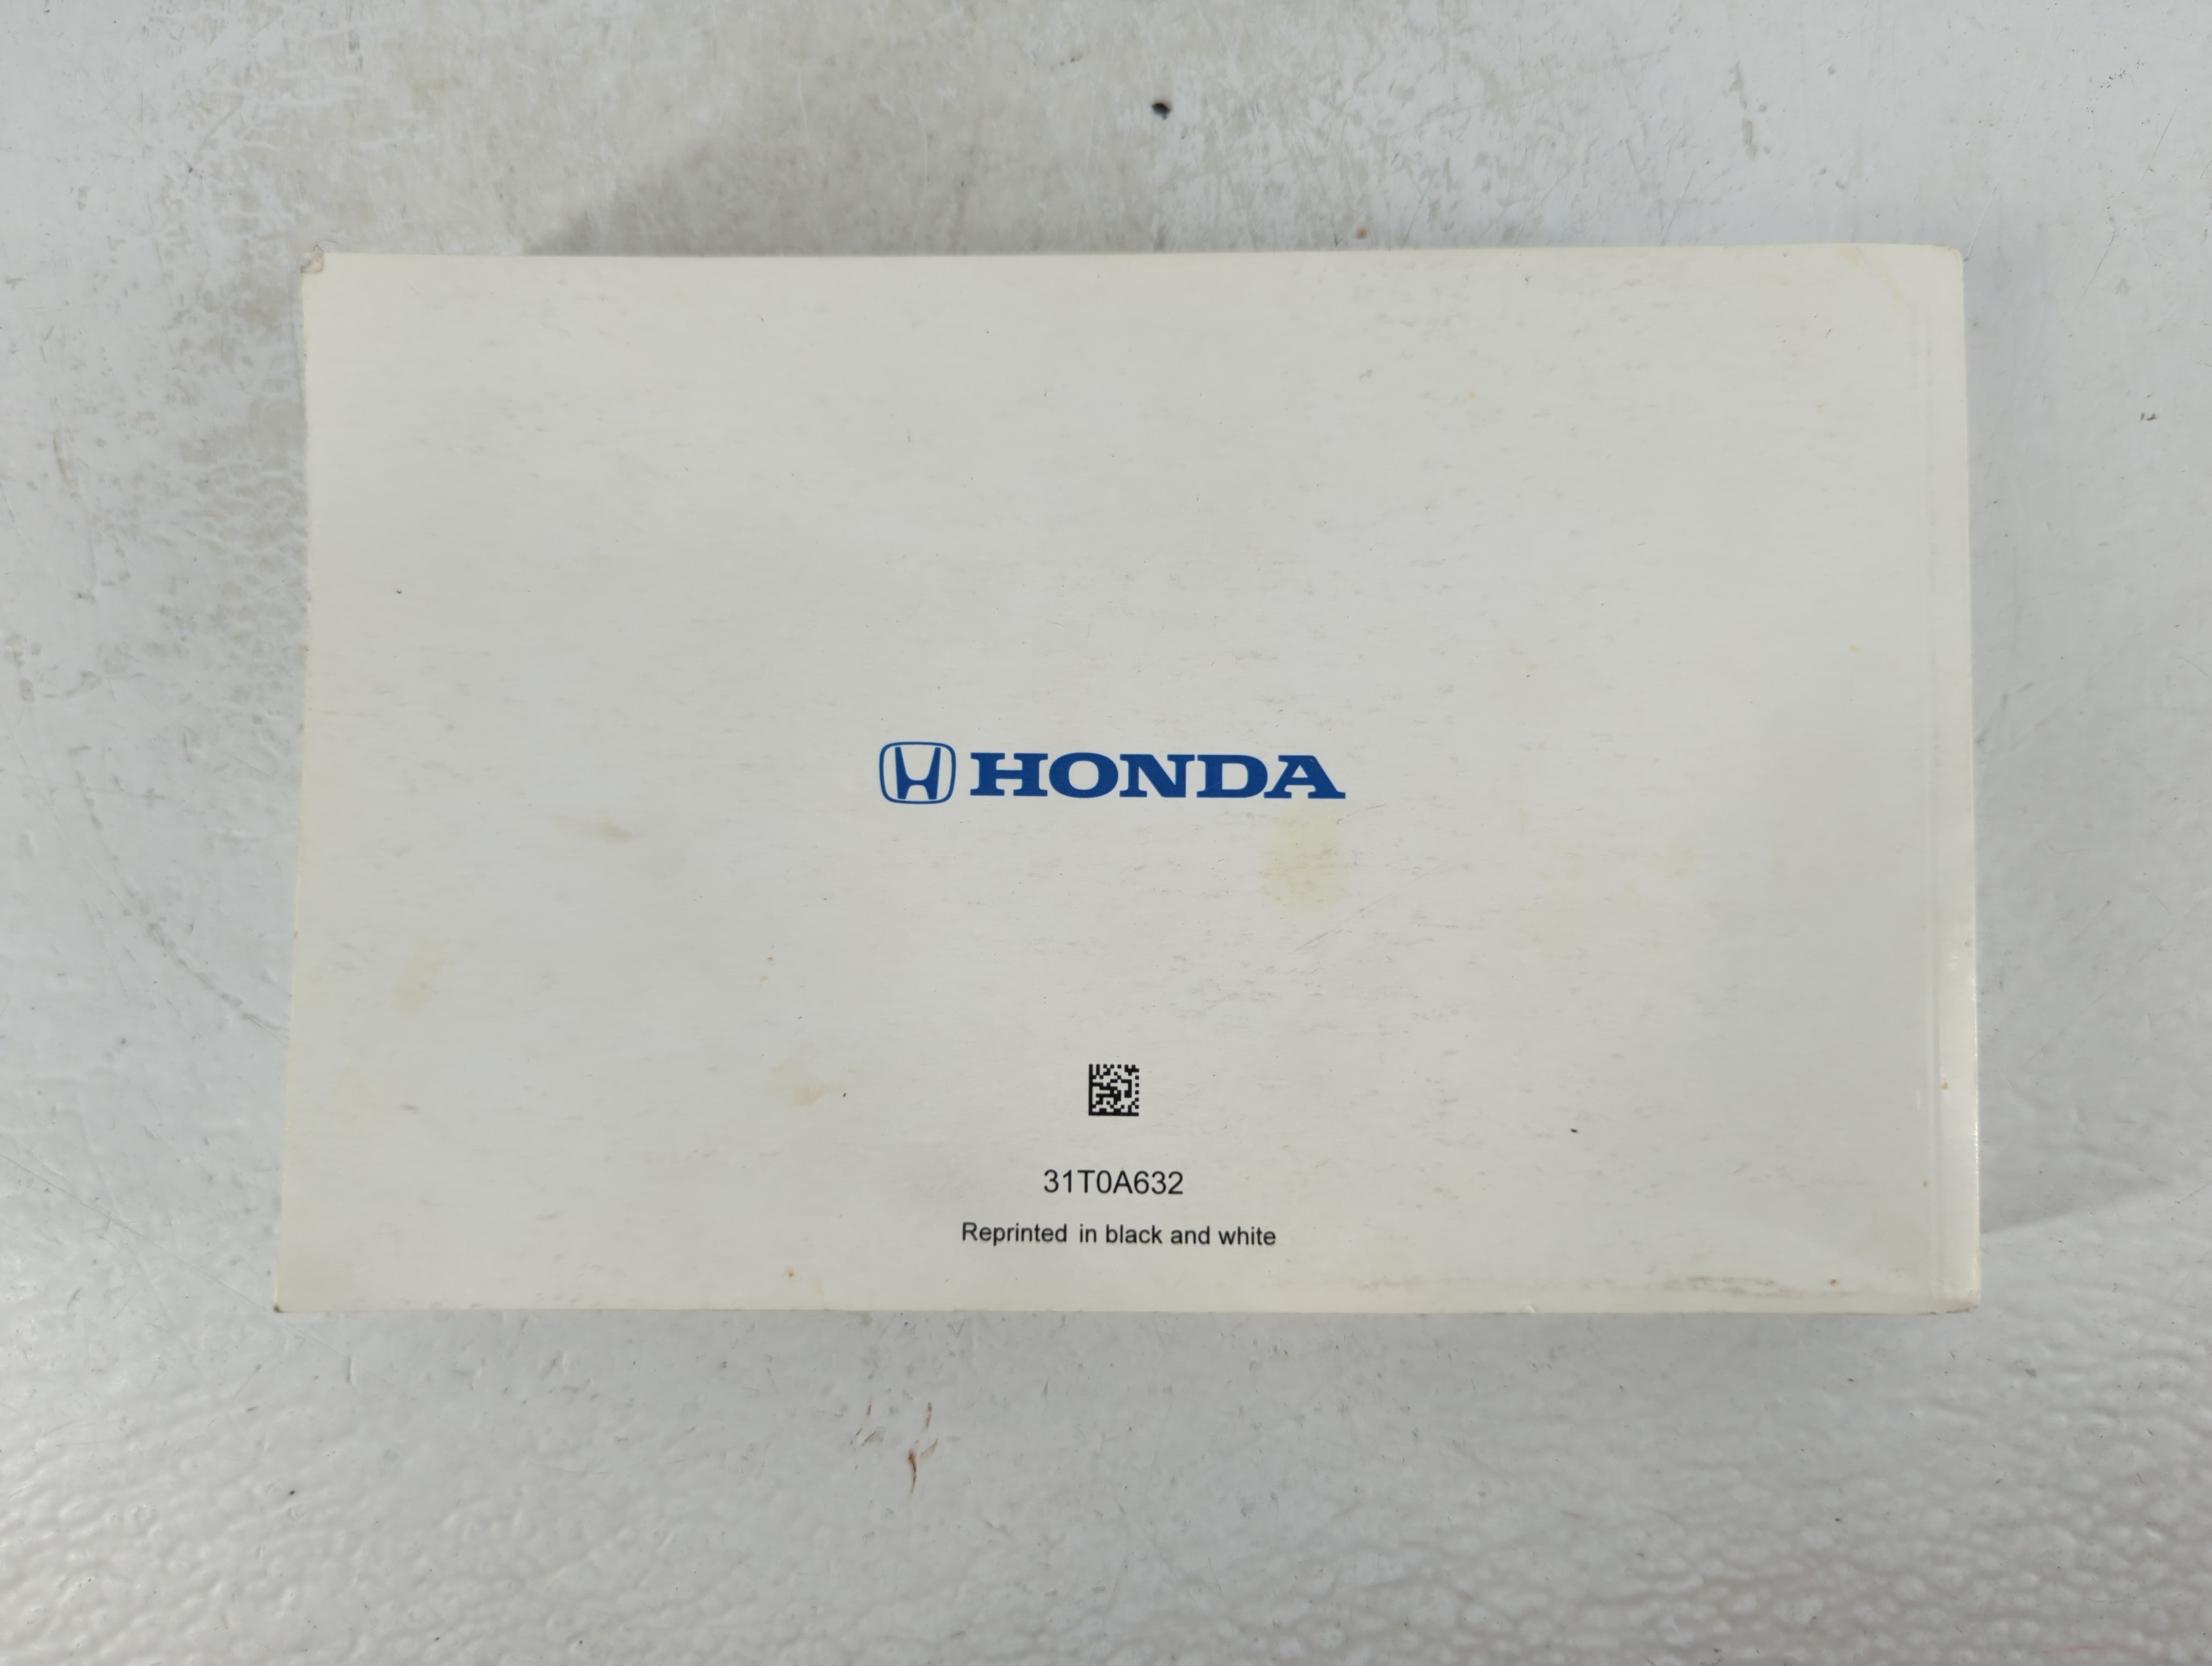 HONDA
31T0A632
Reprinted in black and white